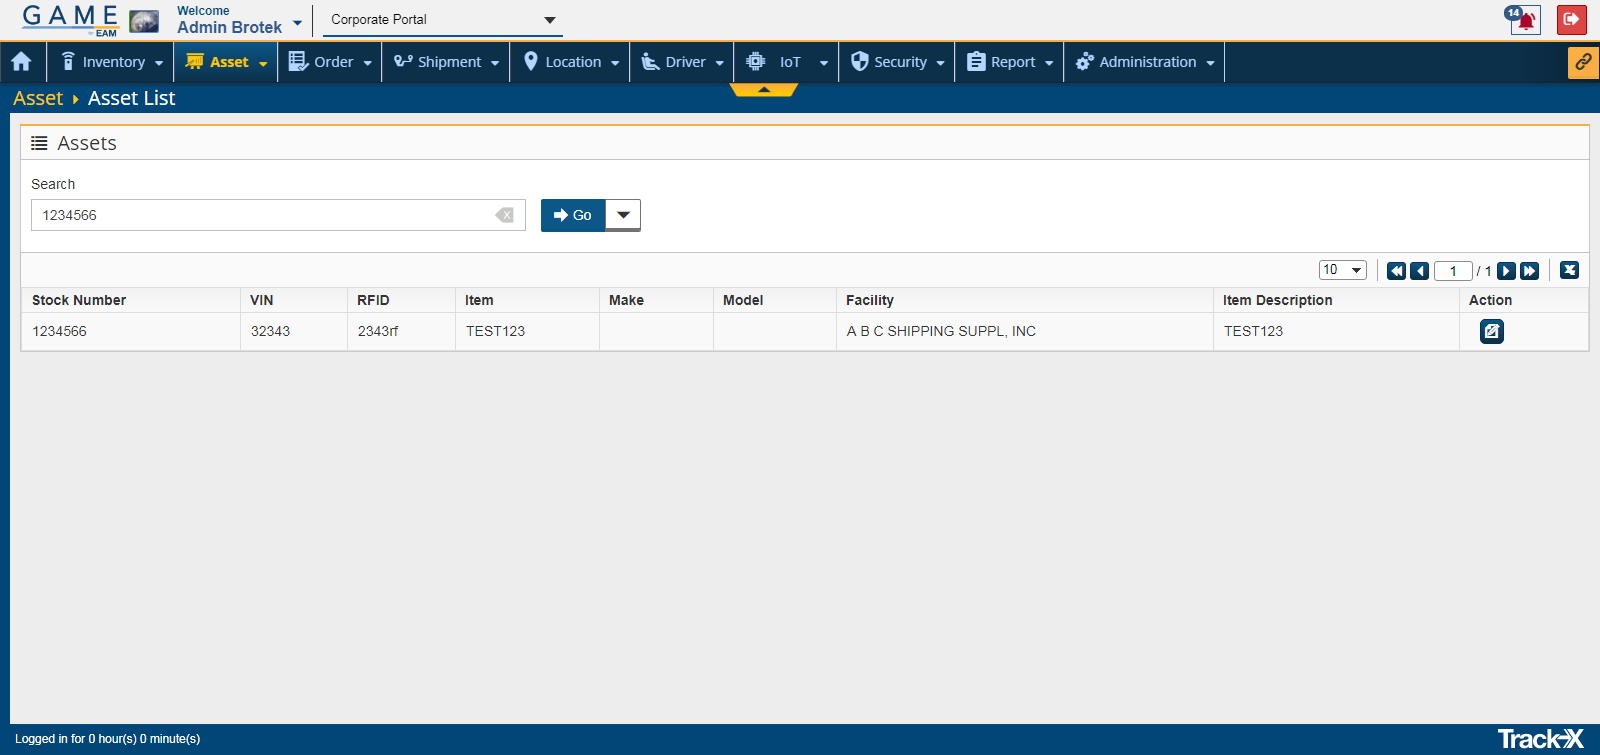 GAME
EAM
Welcome
Admin Brotek
Corporate Portal
14
Inventory
Asset
Order
Shipment
Location
Driver
IoT
Security
Report
Administration
Asset Asset List
Assets
Search
1234566
X
Go
10
1 / 1
Stock Number VIN RFID Item Make Model Facility Item Description Action
1234566 32343 2343rf TEST123 A B C SHIPPING SUPPL, INC TEST123
Logged in for 0 hour(s) 0 minute(s)
Track-X